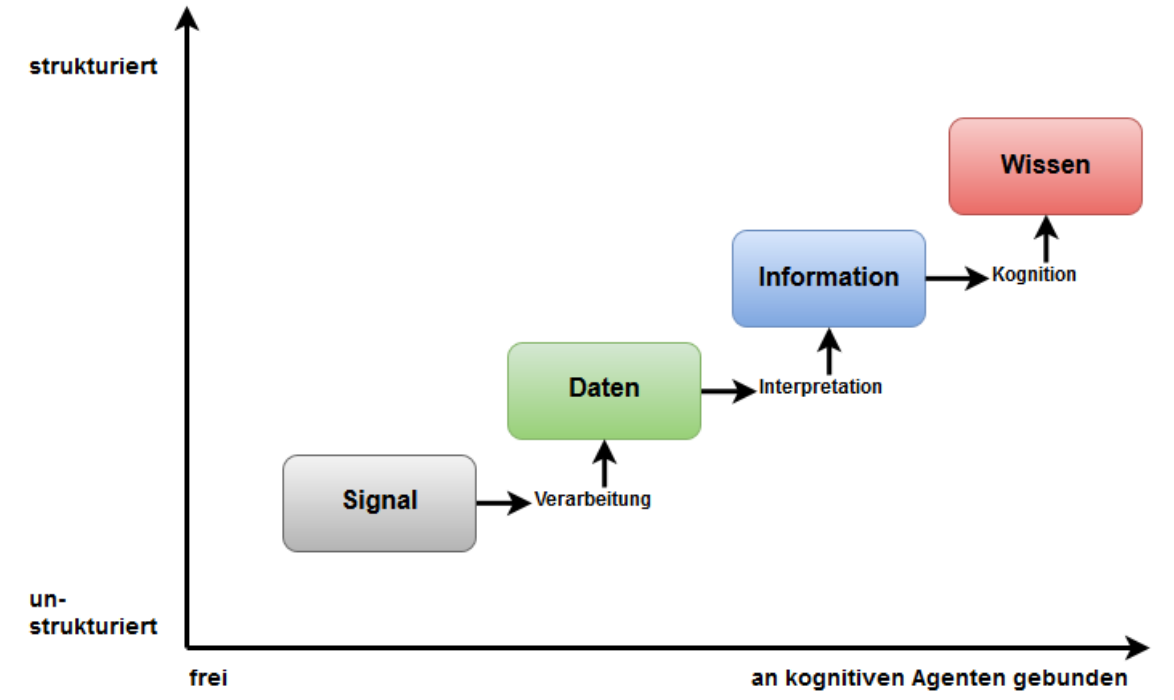 strukturiert
Wissen
Information
Kognition
Daten
Interpretation
Signal
Verarbeitung
un-
strukturiert
frei
an kognitiven Agenten gebunden